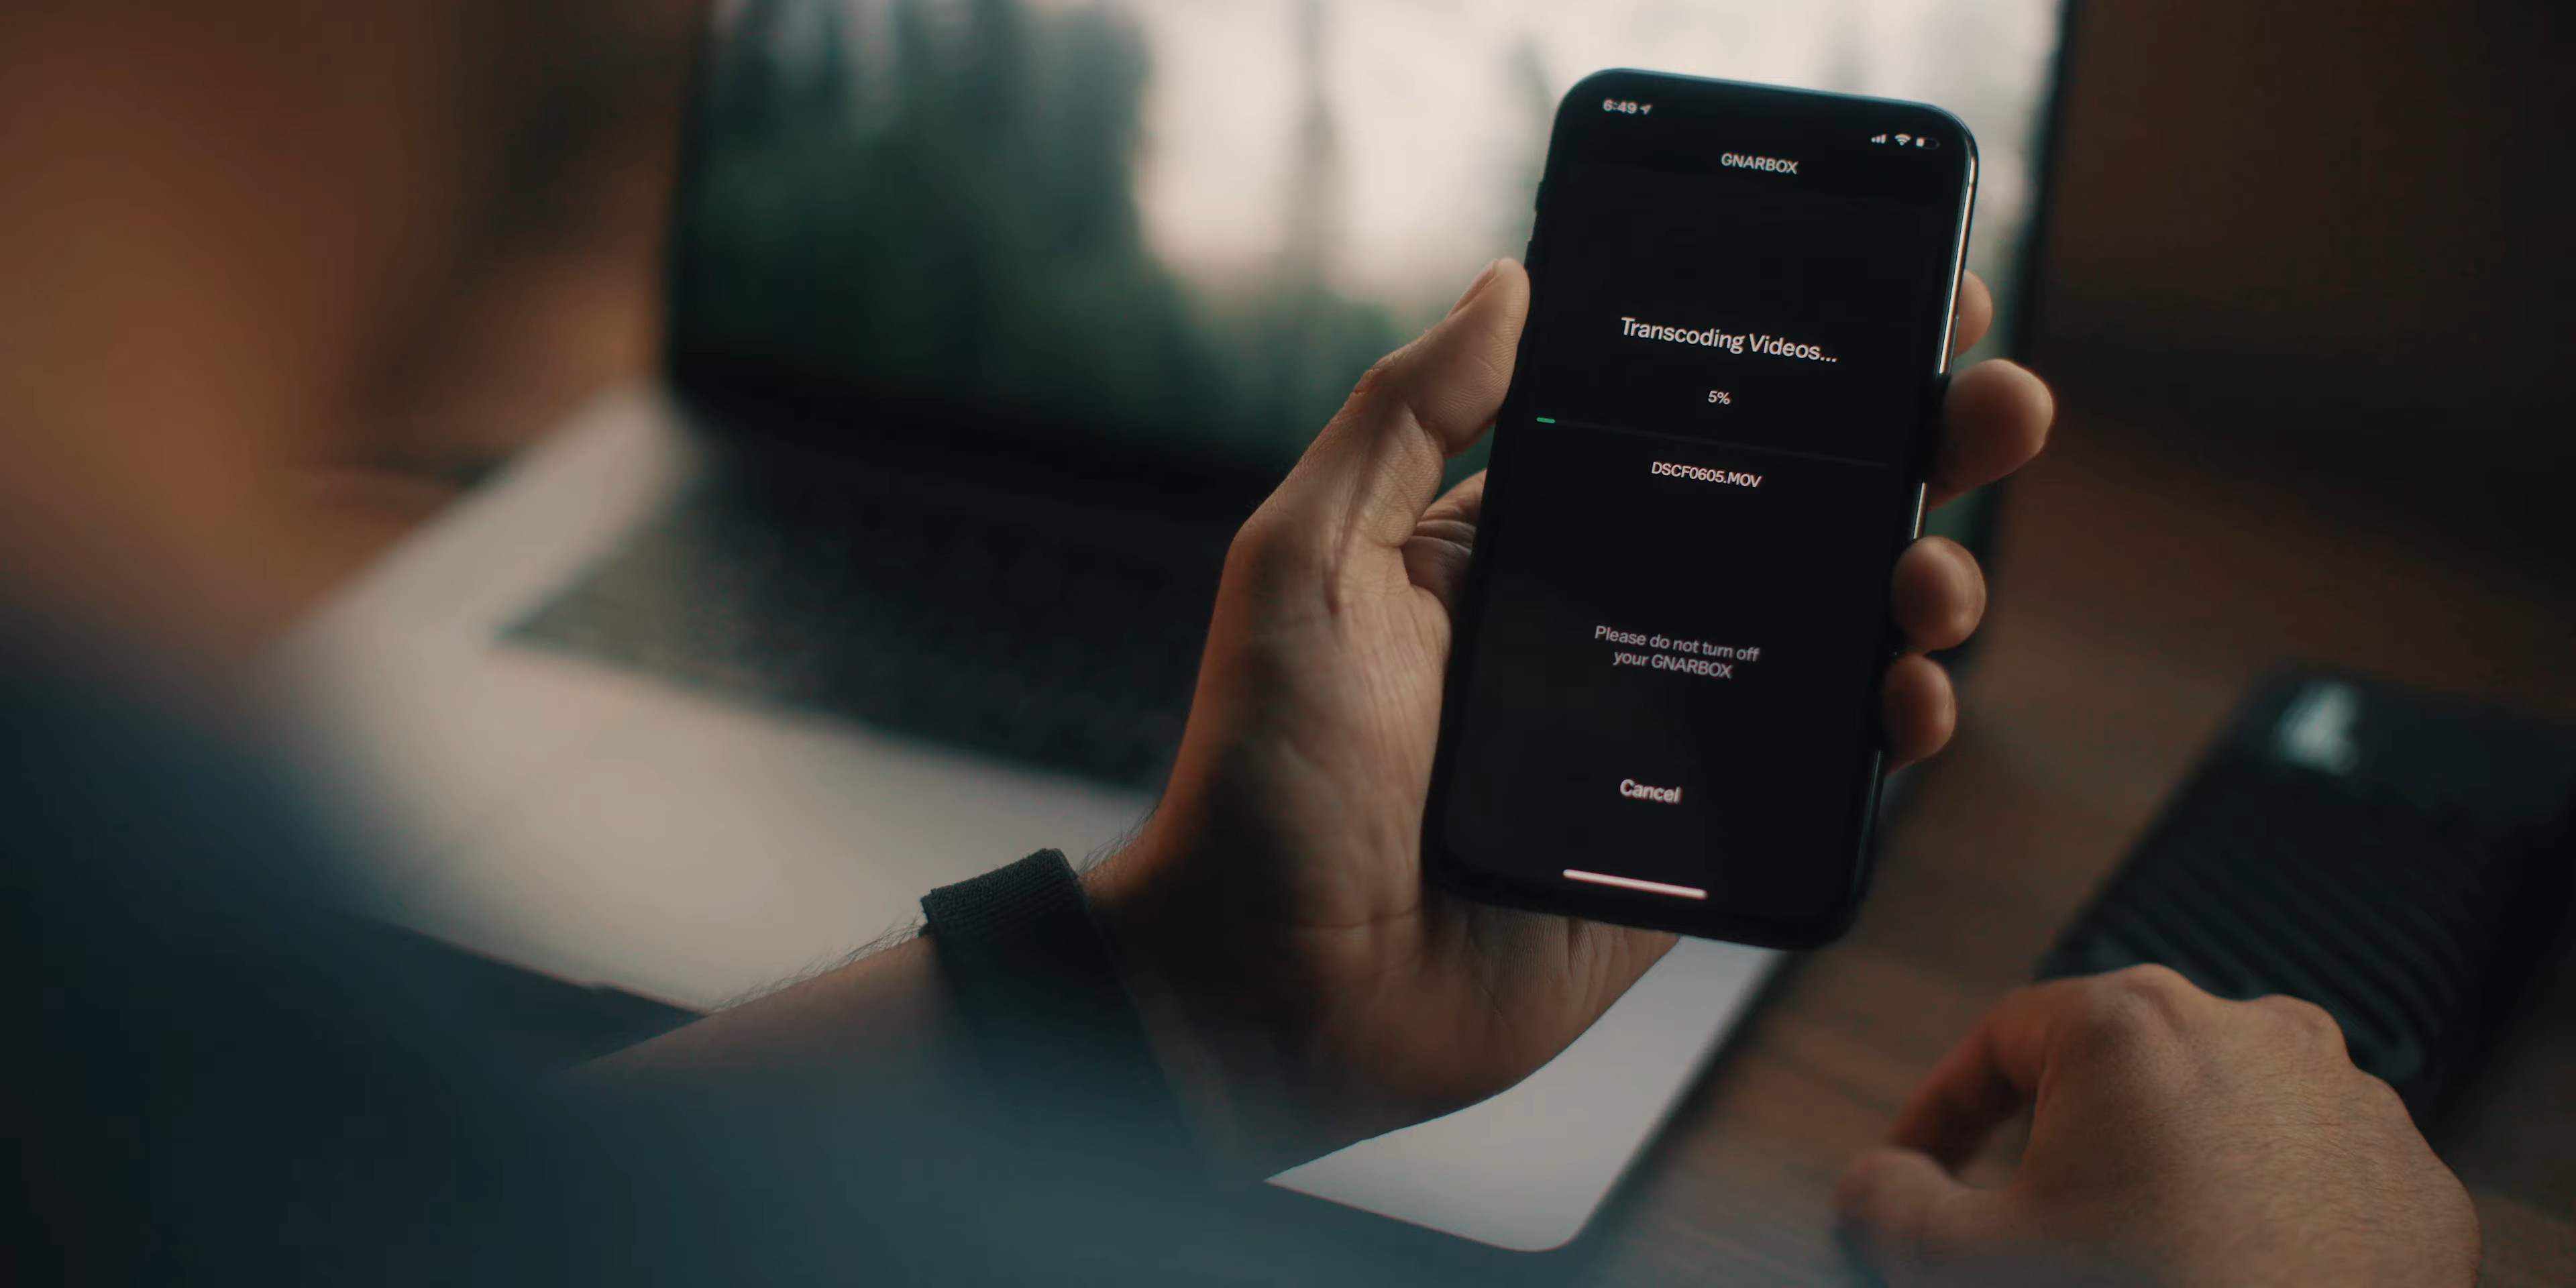 6:49
GNARBOX
Transcoding Videos...
5%
DSCF0605.MOV
Please do not turn off
your GNARBOX
Cancel